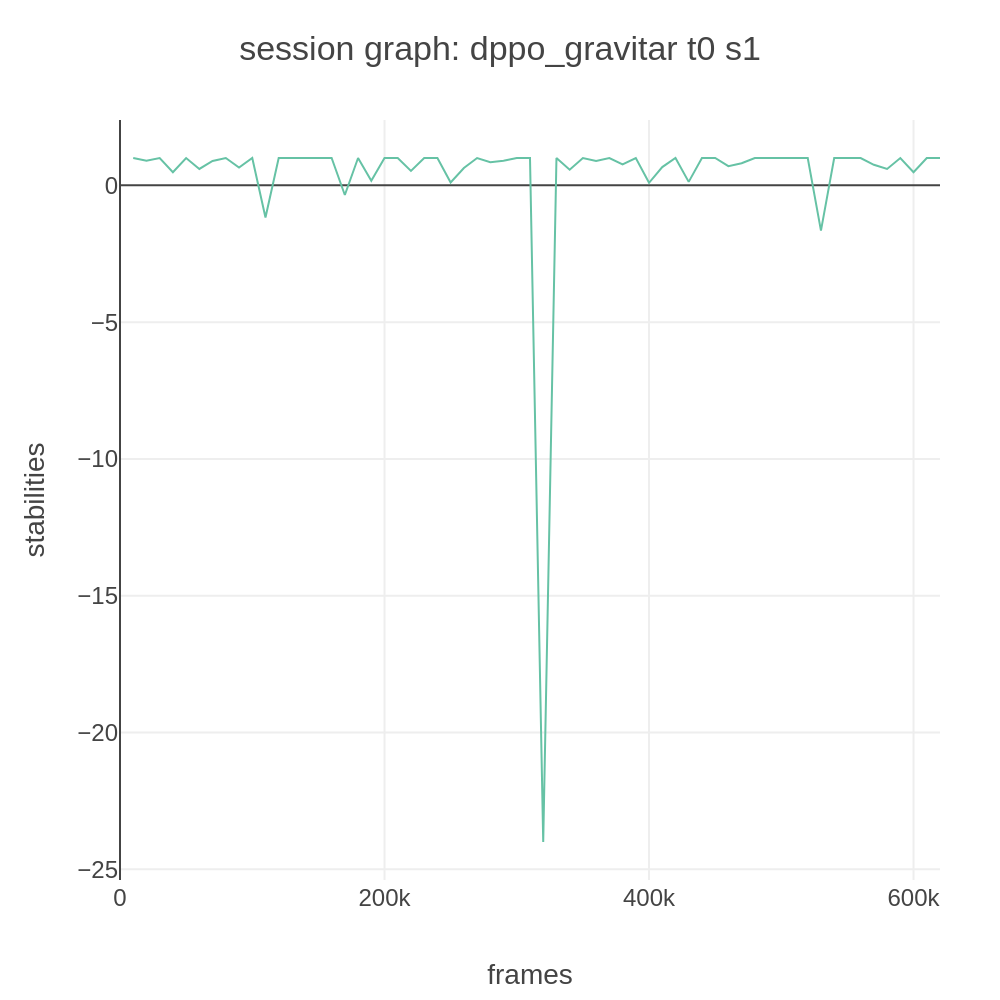 session graph: dppo_gravitar t0 s1
stabilities
0
−5
−10
−15
−20
−25
0
200k
400k
600k
frames